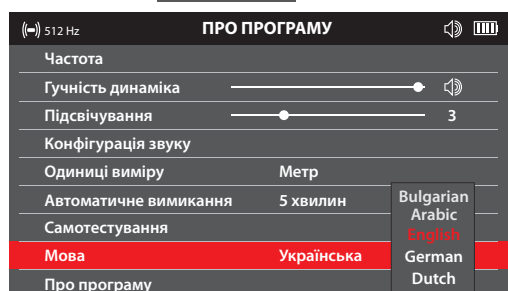 512 Hz ПРО ПРОГРАМУ
Частота
Гучність динаміка
Підсвічування 3
Конфігурація звуку
Одиниці виміру Метр
Автоматичне вимикання 5 хвилин
Самотестування
Мова Українська
Про програму
Bulgarian
Arabic
English
German
Dutch